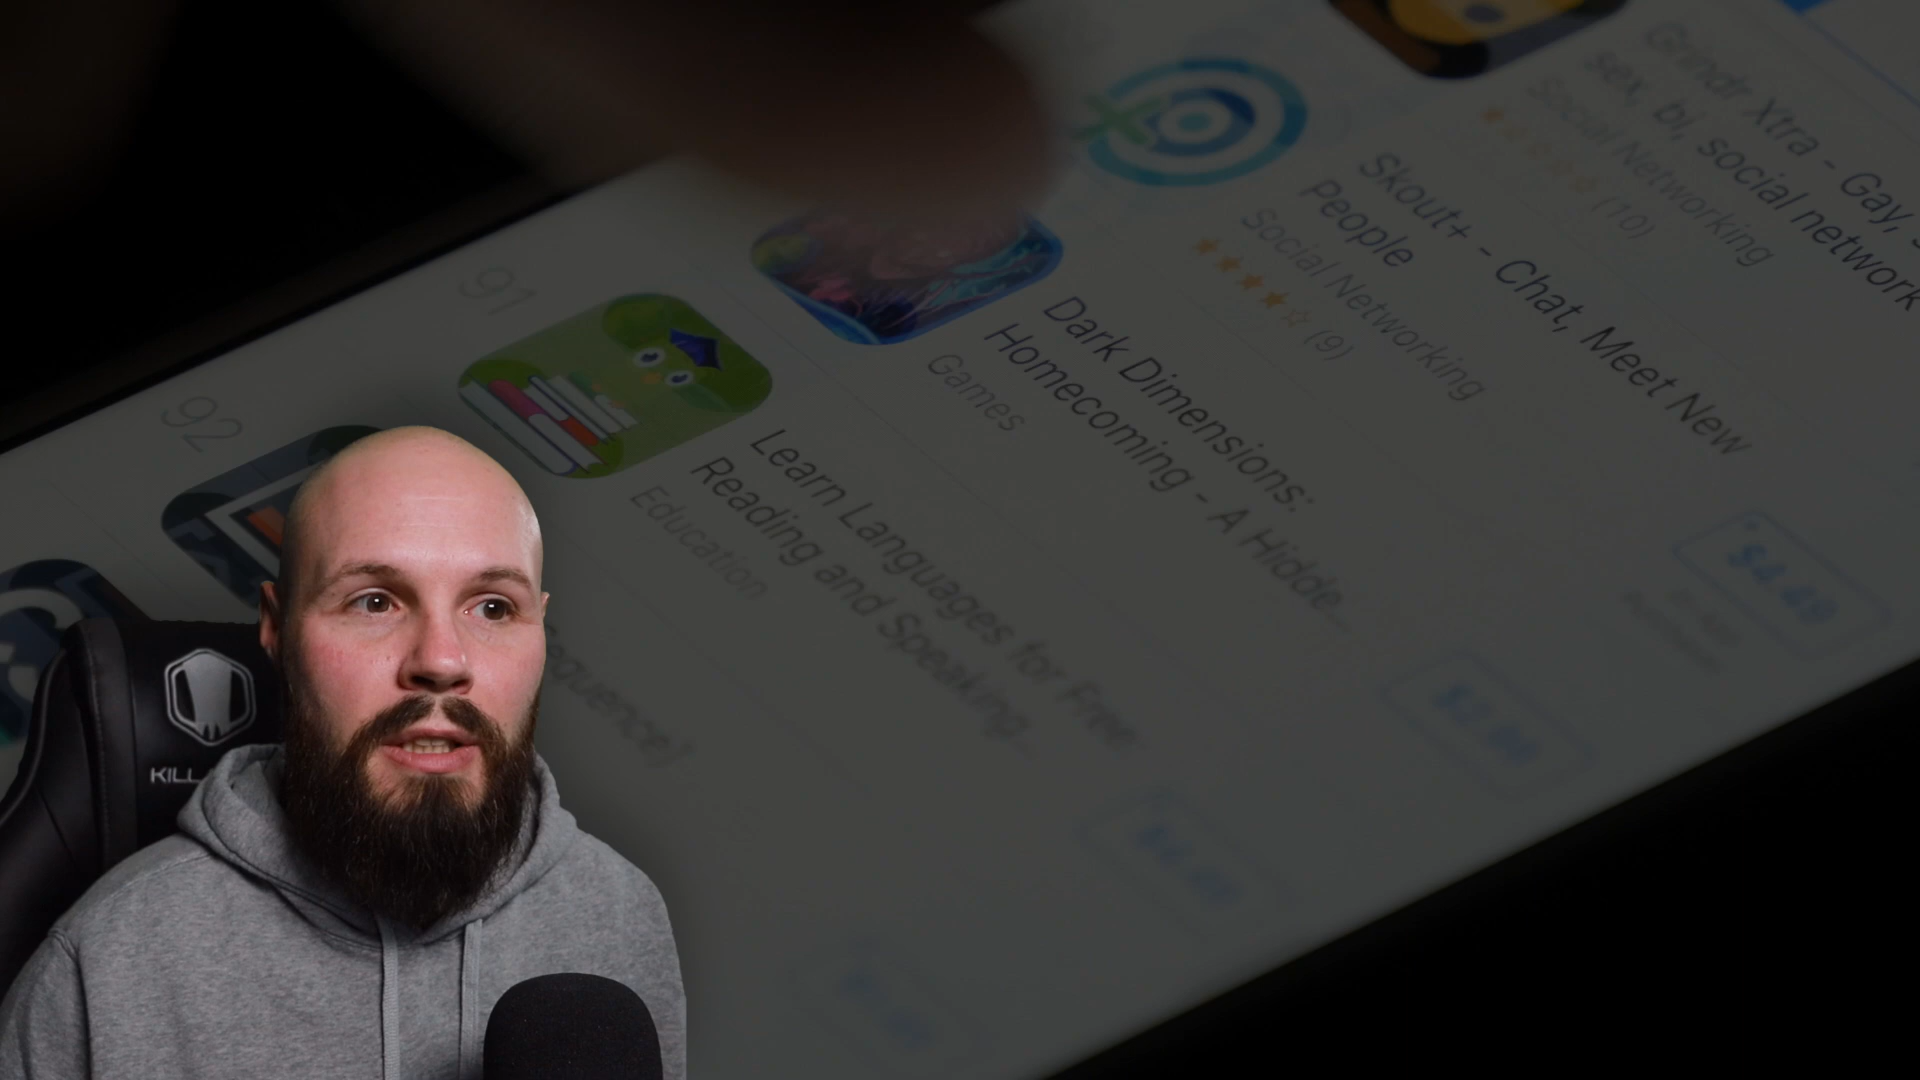 Grindr Xtra - Gay,
sex, bi, social network
Social Networking
(10)
Skout+ - Chat, Meet New
People
Social Networking
(9)
Dark Dimensions:
Homecoming - A Hidde...
Games
91
Learn Languages for Free
Reading and Speaking...
Education
92
equence)
$4.49
KILL